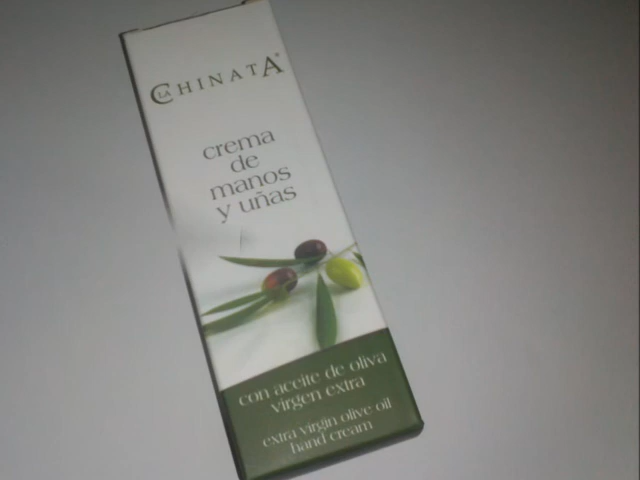 LA CHINATA®
crema
de
manos
y uñas
con aceite de oliva
virgen extra
extra virgin olive oil
hand cream